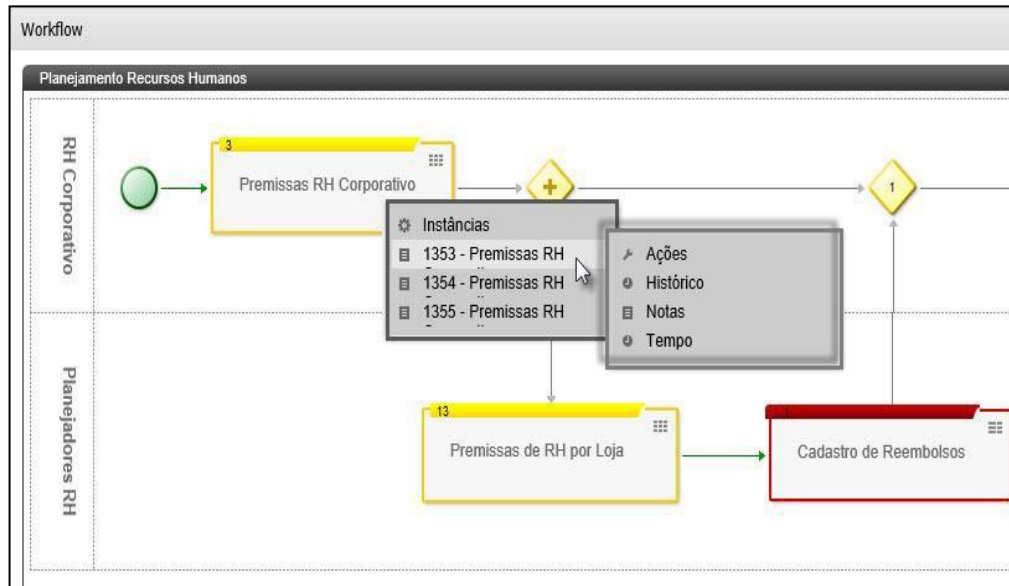 Workflow
Planejamento Recursos Humanos
RH Corporativo
3
Premissas RH Corporativo
1
Instâncias
1353 - Premissas RH
1354 - Premissas RH
1355 - Premissas RH
Ações
Histórico
Notas
Tempo
Planejadores RH
13
Premissas de RH por Loja
Cadastro de Reembolsos